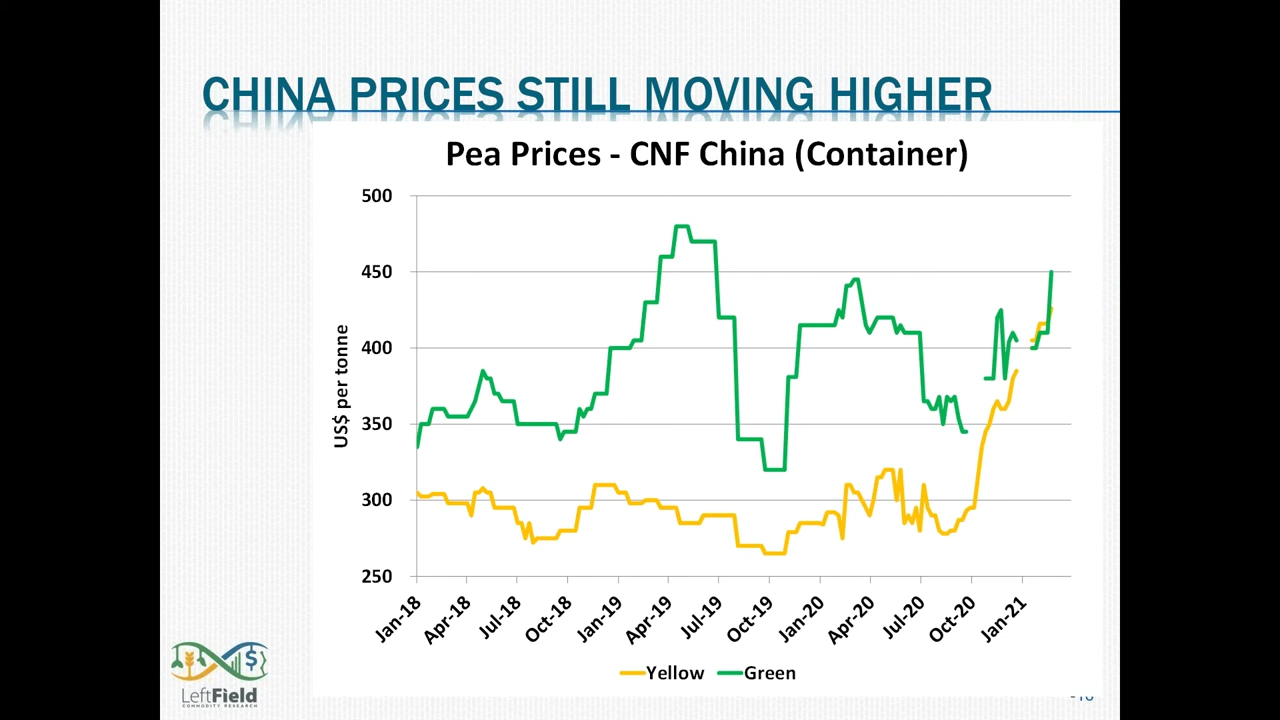 CHINA PRICES STILL MOVING HIGHER
Pea Prices - CNF China (Container)
US$ per tonne
500
450
400
350
300
250
Jan-18
Apr-18
Jul-18
Oct-18
Jan-19
Apr-19
Jul-19
Oct-19
Jan-20
Apr-20
Jul-20
Oct-20
Jan-21
Yellow
Green
LeftField
COMMODITY RESEARCH